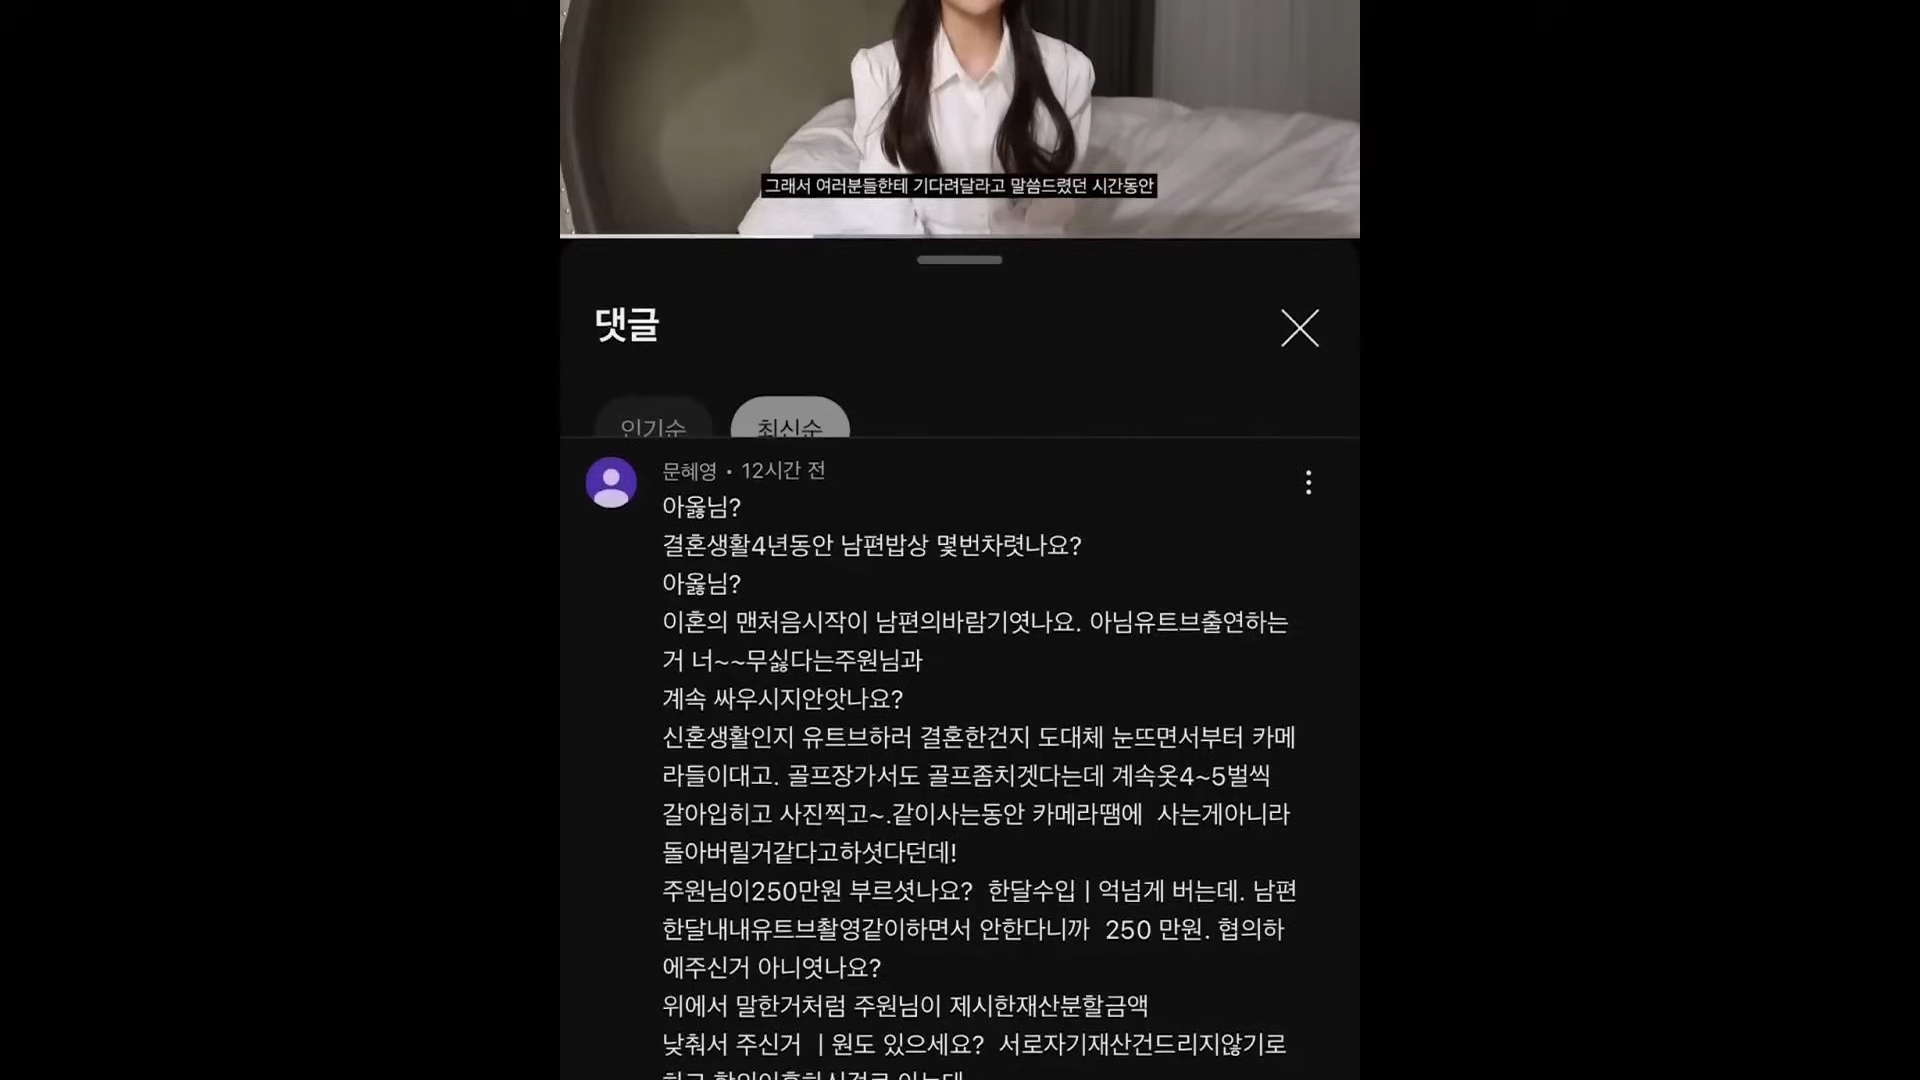 그래서 여러분들한테 기다려달라고 말씀드렸던 시간동안
댓글
인기순
최신순
문혜영 • 12시간 전
아옳님?
결혼생활4년동안 남편밥상 몇번차렷나요?
아옳님?
이혼의 맨처음시작이 남편의바람기엿나요. 아님유트브출연하는
거 너~~무싫다는주원님과
계속 싸우시지안앗나요?
신혼생활인지 유트브하러 결혼한건지 도대체 눈뜨면서부터 카메
라들이대고. 골프장가서도 골프좀치겟다는데 계속옷4~5벌씩
갈아입히고 사진찍고~.같이사는동안 카메라땜에  사는게아니라
돌아버릴거같다고하셧다던데!
주원님이250만원 부르셧나요?  한달수입ㅣ억넘게 버는데. 남편
한달내내유트브촬영같이하면서 안한다니까  250 만원. 협의하
에주신거 아니엿나요?
위에서 말한거처럼 주원님이 제시한재산분할금액
낮춰서 주신거 ㅣ원도 있으세요?  서로자기재산건드리지않기로